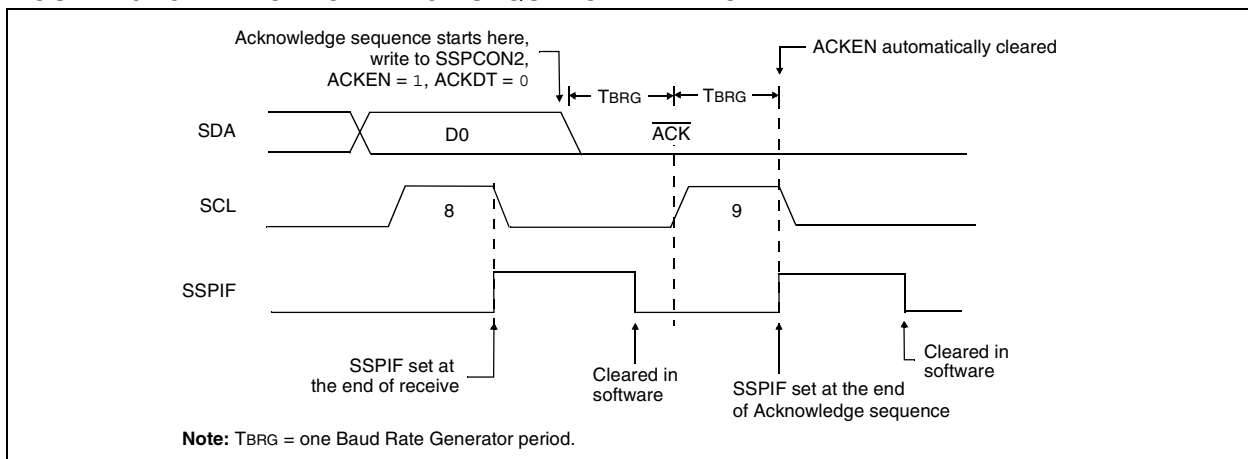 Acknowledge sequence starts here,
write to SSPCON2,
ACKEN = 1, ACKDT = 0
ACKEN automatically cleared
TBRG
TBRG
SDA
D0
ACK
SCL
8
9
SSPIF
SSPIF set at
the end of receive
Cleared in
software
SSPIF set at the end
of Acknowledge sequence
Cleared in
software
Note: TBRG = one Baud Rate Generator period.